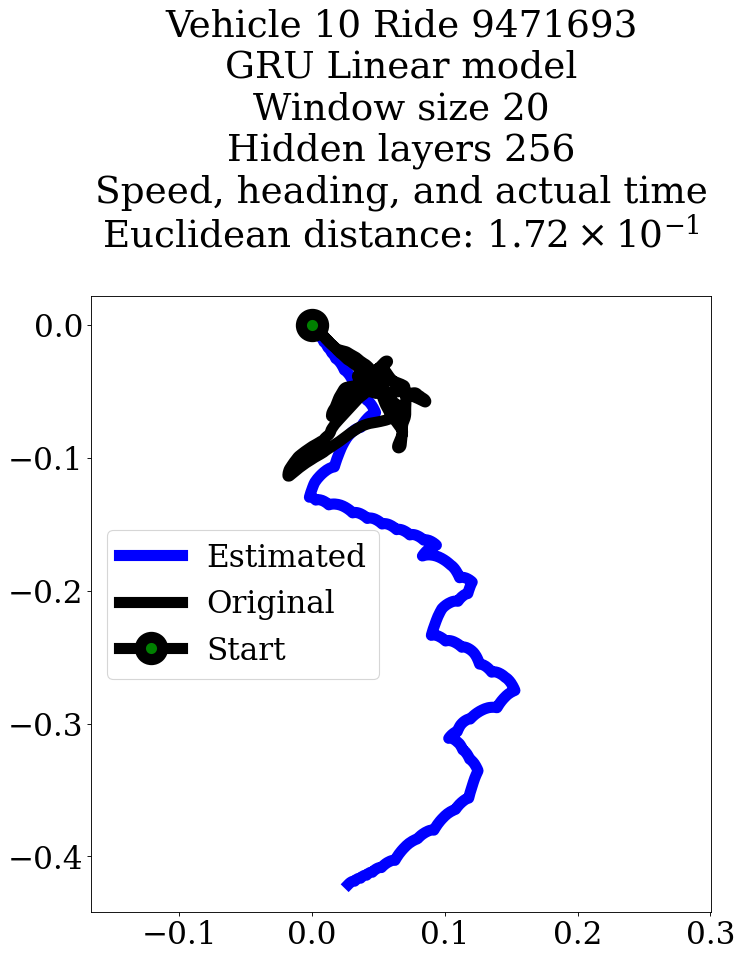 Vehicle 10 Ride 9471693
GRU Linear model
Window size 20
Hidden layers 256
Speed, heading, and actual time
Euclidean distance: 1.72 × 10⁻¹
0.0
−0.1
−0.2
−0.3
−0.4
Estimated
Original
Start
−0.1 0.0 0.1 0.2 0.3